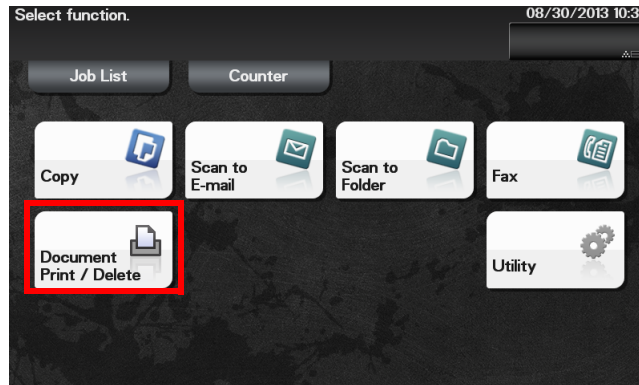 Select function.
08/30/2013 10:3
Job List
Counter
Copy
Scan to
E-mail
Scan to
Folder
Fax
Document
Print / Delete
Utility